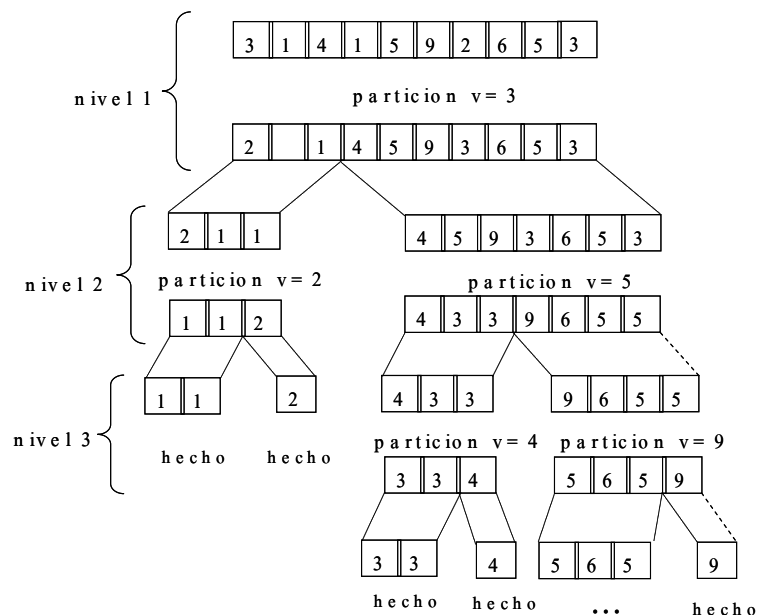 3 1 4 1 5 9 2 6 5 3
nivel 1
particion v= 3
2 1 4 5 9 3 6 5 3
2 1 1
4 5 9 3 6 5 3
nivel 2
particion v= 2
particion v= 5
1 1 2
4 3 3 9 6 5 5
1 1
2
4 3 3
9 6 5 5
nivel 3
hecho
hecho
particion v= 4
particion v= 9
3 3 4
5 6 5 9
3 3
4
5 6 5
9
hecho
hecho
...
hecho